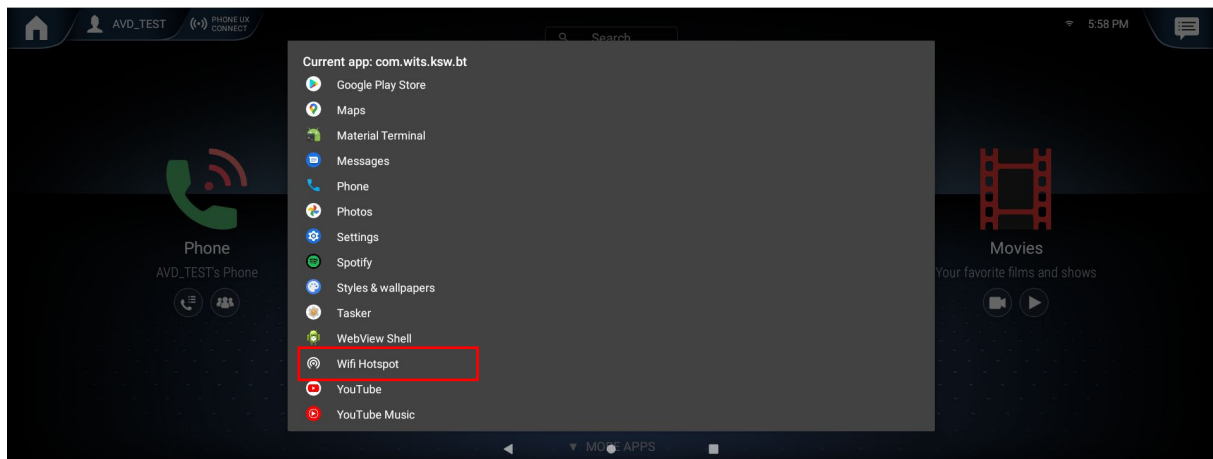 AVD_TEST
PHONE UX
CONNECT
Search
5:58 PM
Current app: com.wits.ksw.bt
Google Play Store
Maps
Material Terminal
Messages
Phone
Photos
Settings
Spotify
Styles & wallpapers
Tasker
WebView Shell
Wifi Hotspot
YouTube
YouTube Music
Phone
AVD_TEST's Phone
Movies
Your favorite films and shows
MORE APPS